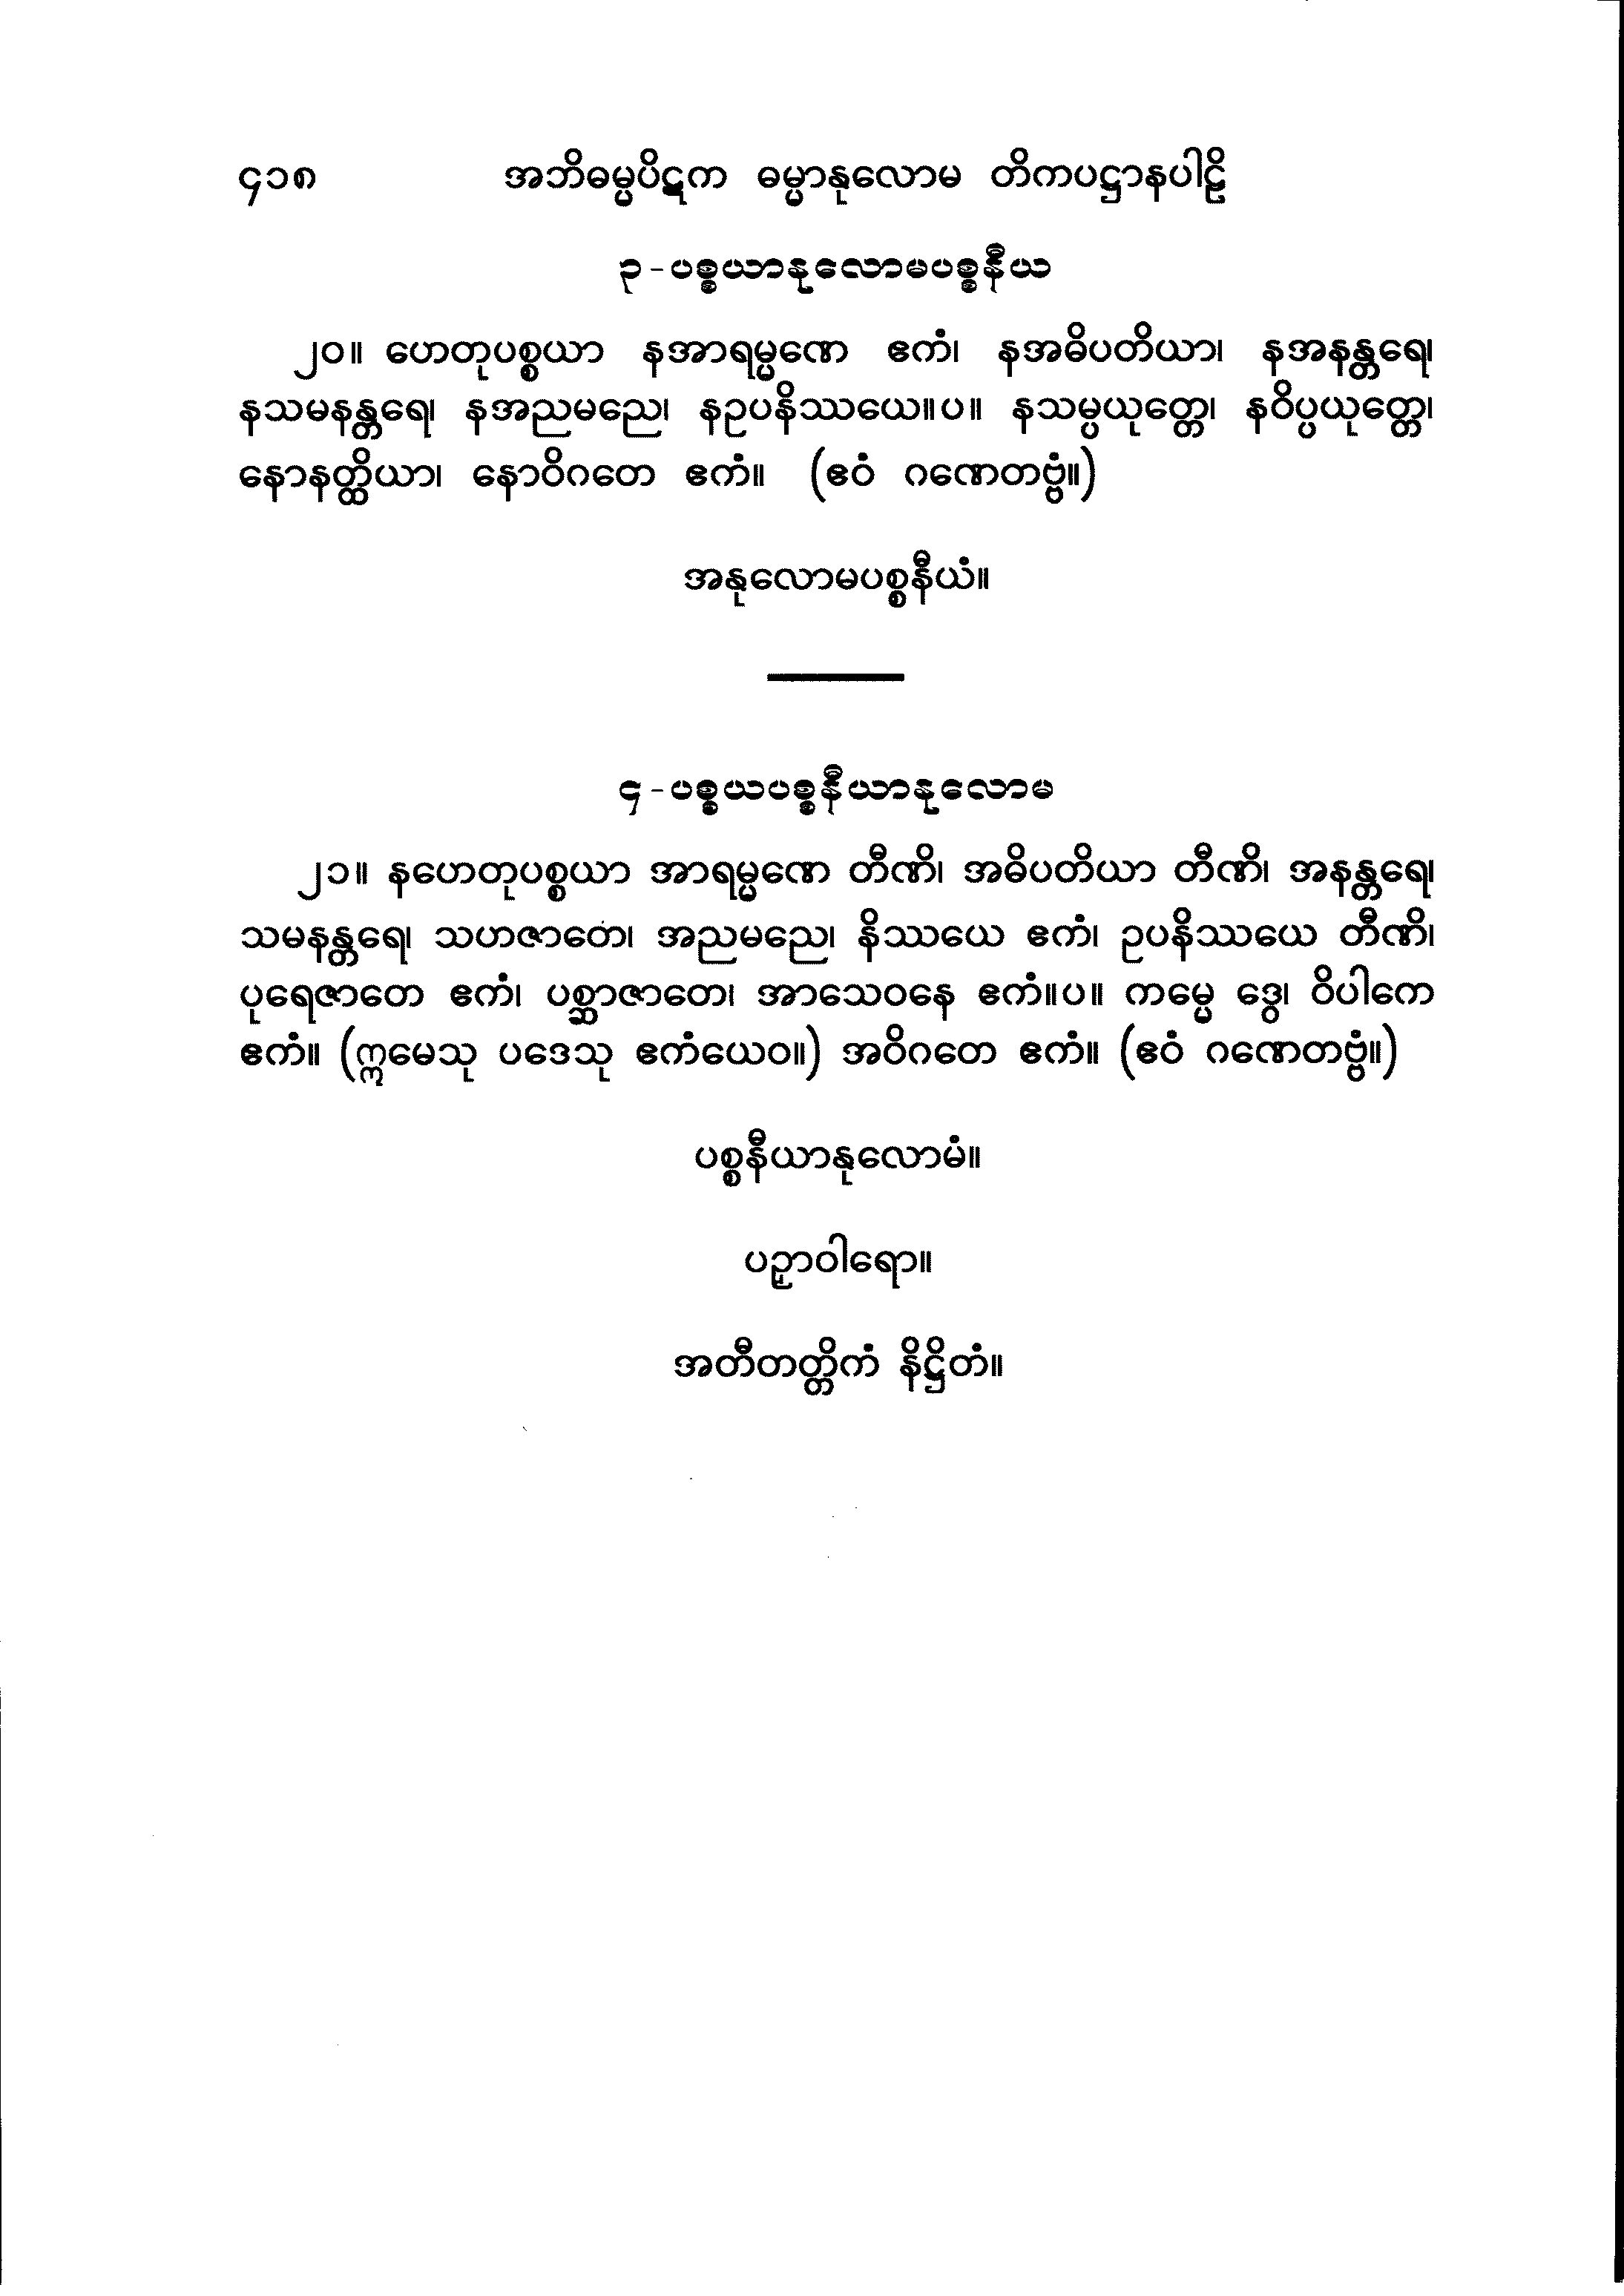 ၄၁၈ အဘိဓမ္မပိဋက ဓမ္မာနုလောမ တိကပဋ္ဌာနပါဠိ
၃-ပစ္စယာနုလောမပစ္စနီယ
၂၀။ ဟေတုပစ္စယာ နအာရမ္မဏေ ဧကံ၊ နအဓိပတိယာ၊ နအနန္တရေ၊
နသမနန္တရေ၊ နအညမညေ၊ နဥပနိဿယေ။ပ။ နသမ္ပယုတ္တေ၊ နဝိပ္ပယုတ္တေ၊
နောနတ္ထိယာ၊ နောဝိဂတေ ဧကံ။ (ဧဝံ ဂဏေတဗ္ဗံ။)
အနုလောမပစ္စနီယံ။
၄-ပစ္စယပစ္စနီယာနုလောမ
၂၁။ နဟေတုပစ္စယာ အာရမ္မဏေ တီဏိ၊ အဓိပတိယာ တီဏိ၊ အနန္တရေ၊
သမနန္တရေ၊ သဟဇာတေ၊ အညမညေ၊ နိဿယေ ဧကံ၊ ဥပနိဿယေ တီဏိ၊
ပုရေဇာတေ ဧကံ၊ ပစ္ဆာဇာတေ၊ အာသေဝနေ ဧကံ။ပ။ ကမ္မေ ဒွေ၊ ဝိပါကေ
ဧကံ။ (ဣမေသု ပဒေသု ဧကံယေဝ။) အဝိဂတေ ဧကံ။ (ဧဝံ ဂဏေတဗ္ဗံ။)
ပစ္စနီယာနုလောမံ။
ပဉှာဝါရော။
အတီတတ္တိကံ နိဋ္ဌိတံ။